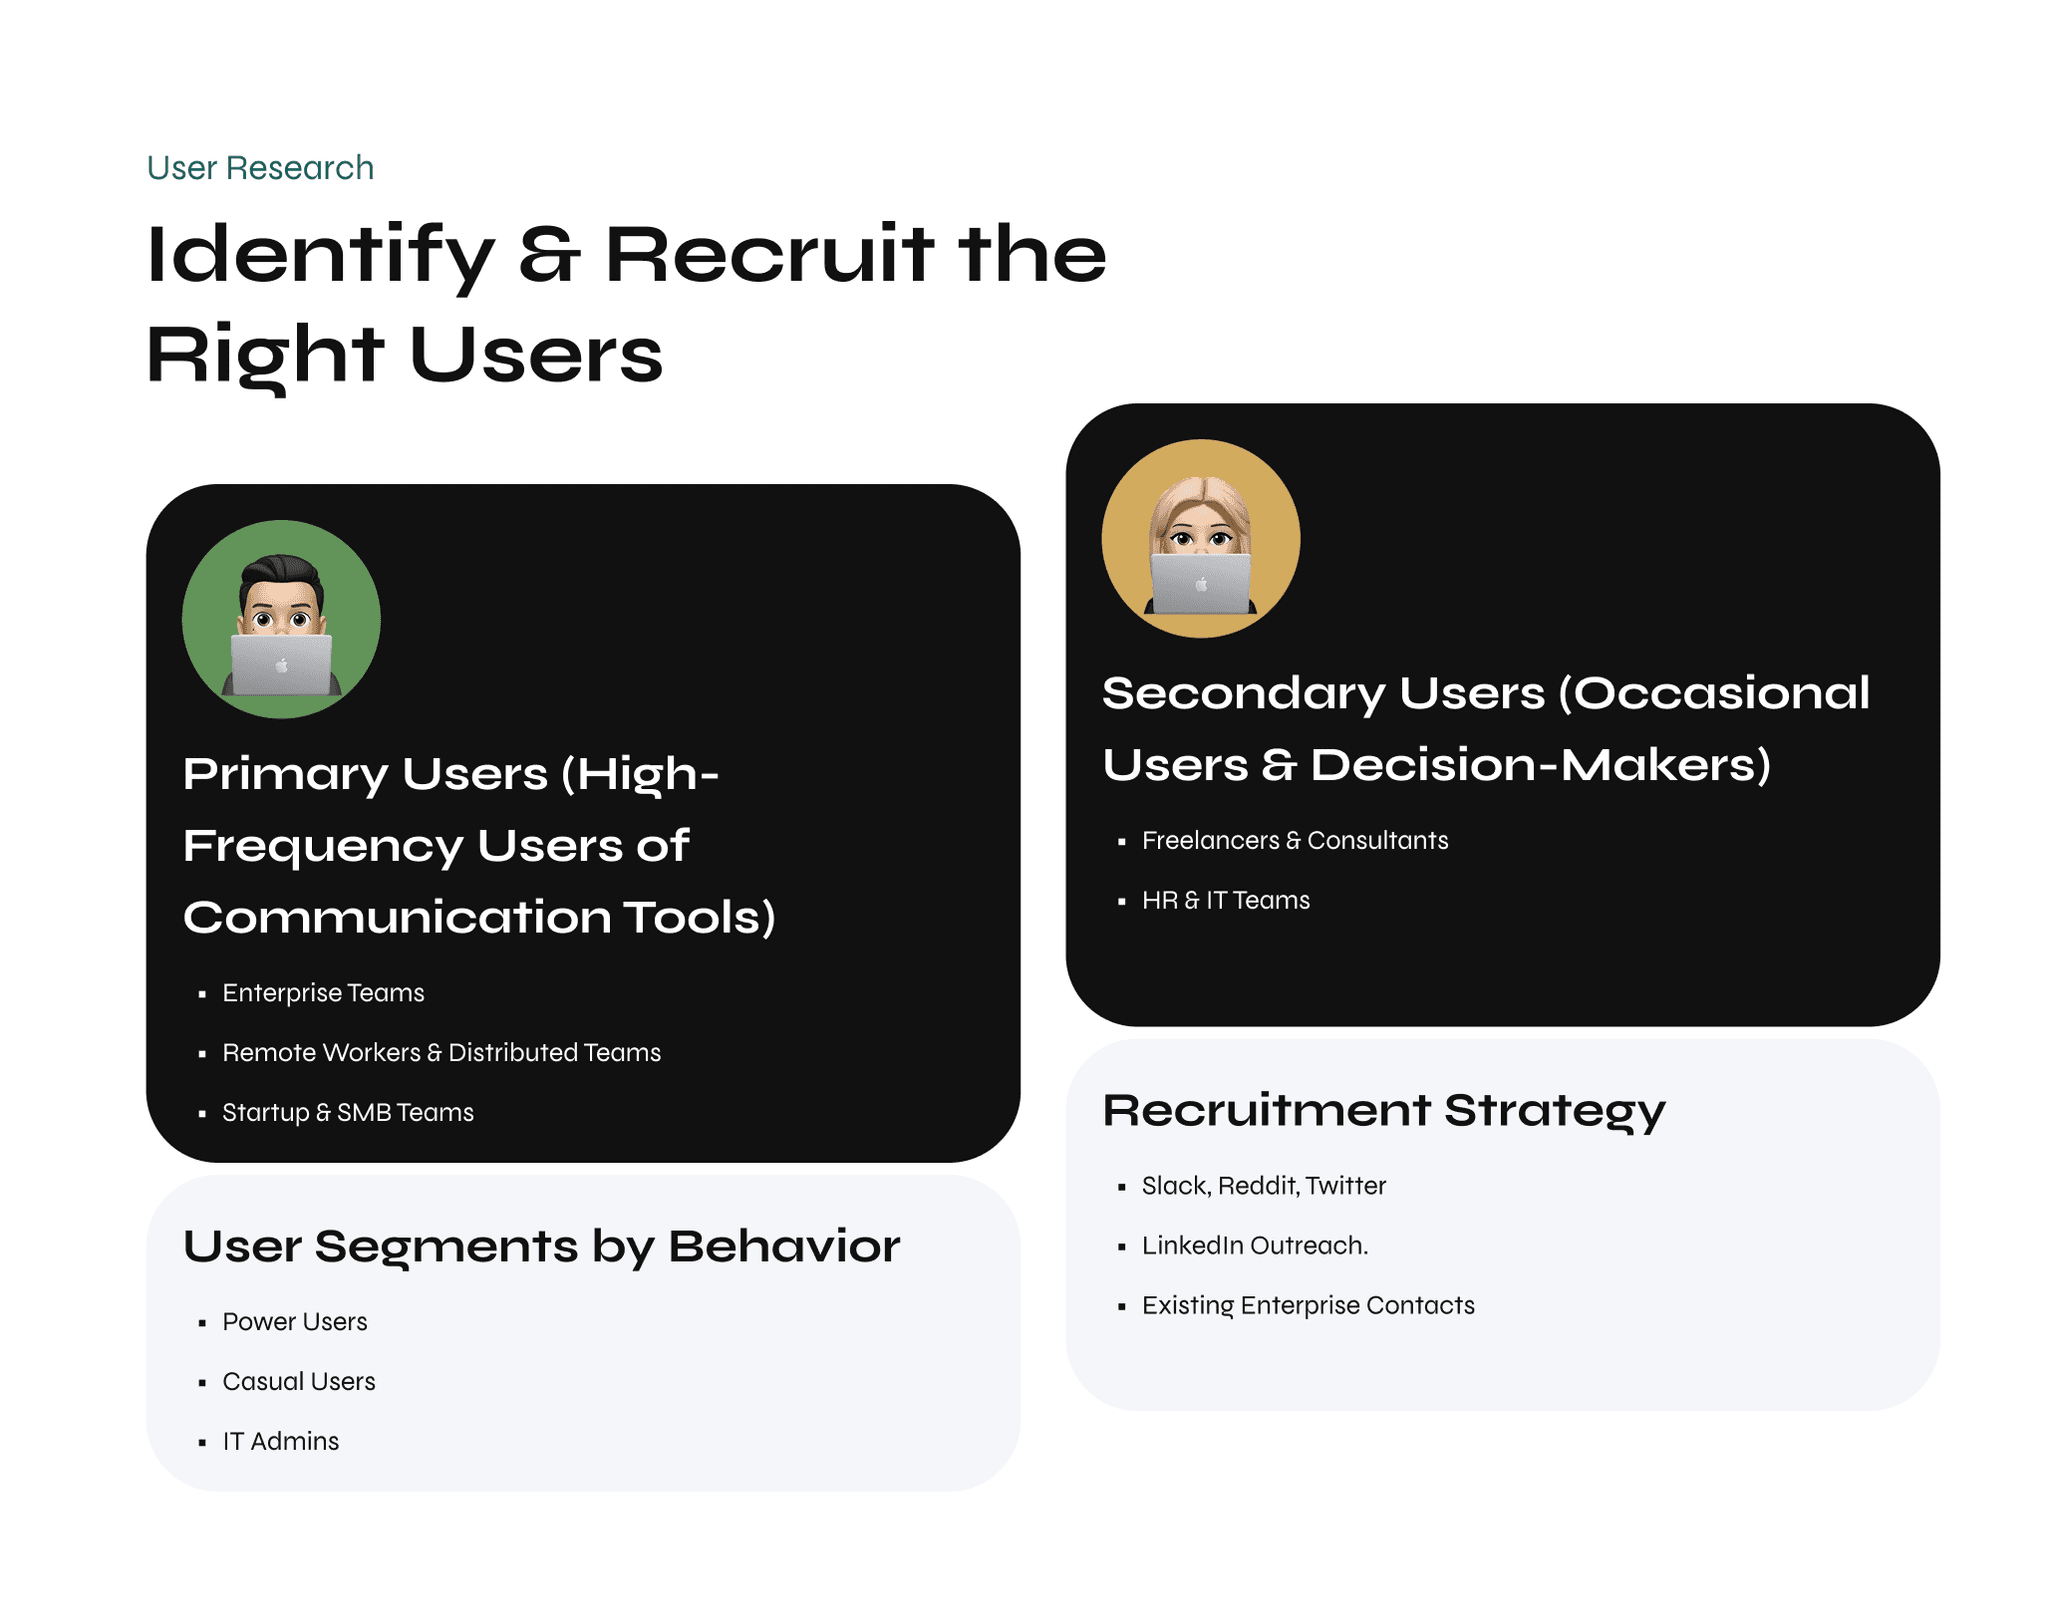 User Research
Identify & Recruit the
Right Users
Primary Users (High-
Frequency Users of
Communication Tools)
▪ Enterprise Teams
▪ Remote Workers & Distributed Teams
▪ Startup & SMB Teams
User Segments by Behavior
▪ Power Users
▪ Casual Users
▪ IT Admins
Secondary Users (Occasional
Users & Decision-Makers)
▪ Freelancers & Consultants
▪ HR & IT Teams
Recruitment Strategy
▪ Slack, Reddit, Twitter
▪ LinkedIn Outreach.
▪ Existing Enterprise Contacts